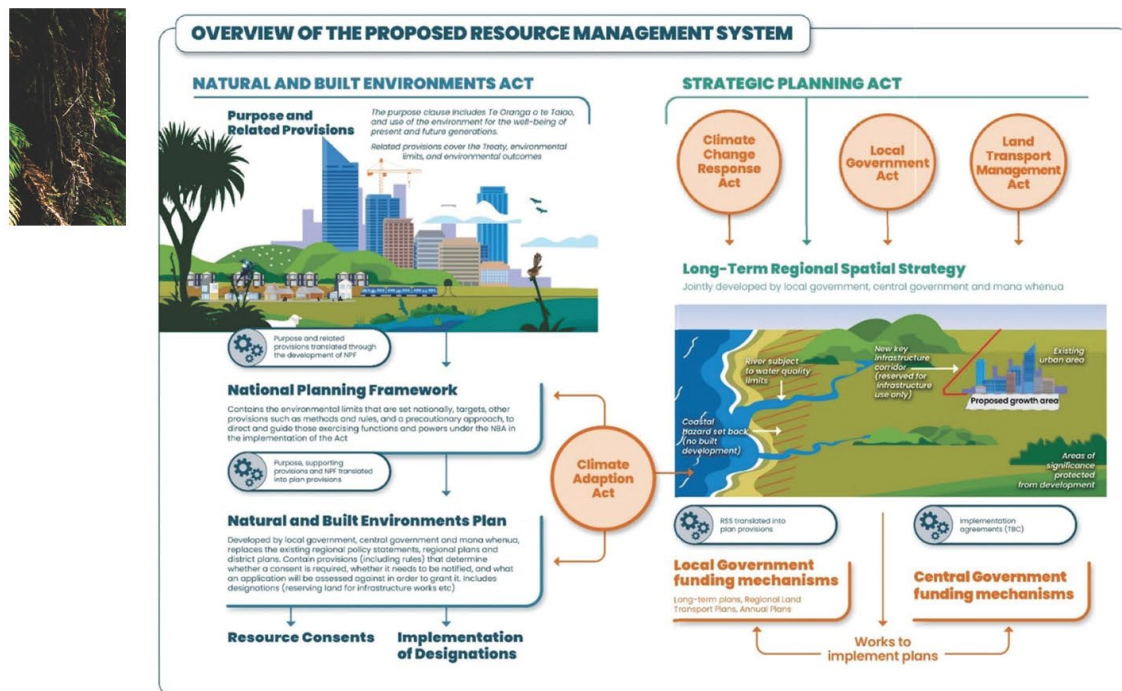 OVERVIEW OF THE PROPOSED RESOURCE MANAGEMENT SYSTEM
NATURAL AND BUILT ENVIRONMENTS ACT
Purpose and
Related Provisions
The purpose clause includes Te Oranga o te Taiao,
and use of the environment for the well-being of
present and future generations.
Related provisions cover the Treaty, environmental
limits, and environmental outcomes
Purpose and related
provisions translated through
the development of NPF
National Planning Framework
Contains the environmental limits that are set nationally, targets, other
provisions such as methods and rules, and a precautionary approach, to
direct and guide those exercising functions and powers under the NBA in
the implementation of the Act
Purpose, supporting
provisions and NPF translated
into plan provisions
Natural and Built Environments Plan
Developed by local government, central government and mana whenua,
replaces the existing regional policy statements, regional plans and
district plans. Contain provisions (including rules) that determine
whether a consent is required, whether it needs to be notified, and what
an application will be assessed against in order to grant it. Includes
designations (reserving land for infrastructure works etc)
Resource Consents
Implementation
of Designations
Climate
Adaption
Act
STRATEGIC PLANNING ACT
Climate
Change
Response
Act
Local
Government
Act
Land
Transport
Management
Act
Long-Term Regional Spatial Strategy
Jointly developed by local government, central government and mana whenua
River subject
to water quality
limits
New key
infrastructure
corridor
(reserved for
infrastructure
use only)
Existing
urban area
Proposed growth area
Coastal
hazard set back
(no built
development)
Areas of
significance
protected
from development
RSS translated into
plan provisions
Implementation
agreements (TBC)
Local Government
funding mechanisms
Long-term plans, Regional Land
Transport Plans, Annual Plans
Central Government
funding mechanisms
Works to
implement plans